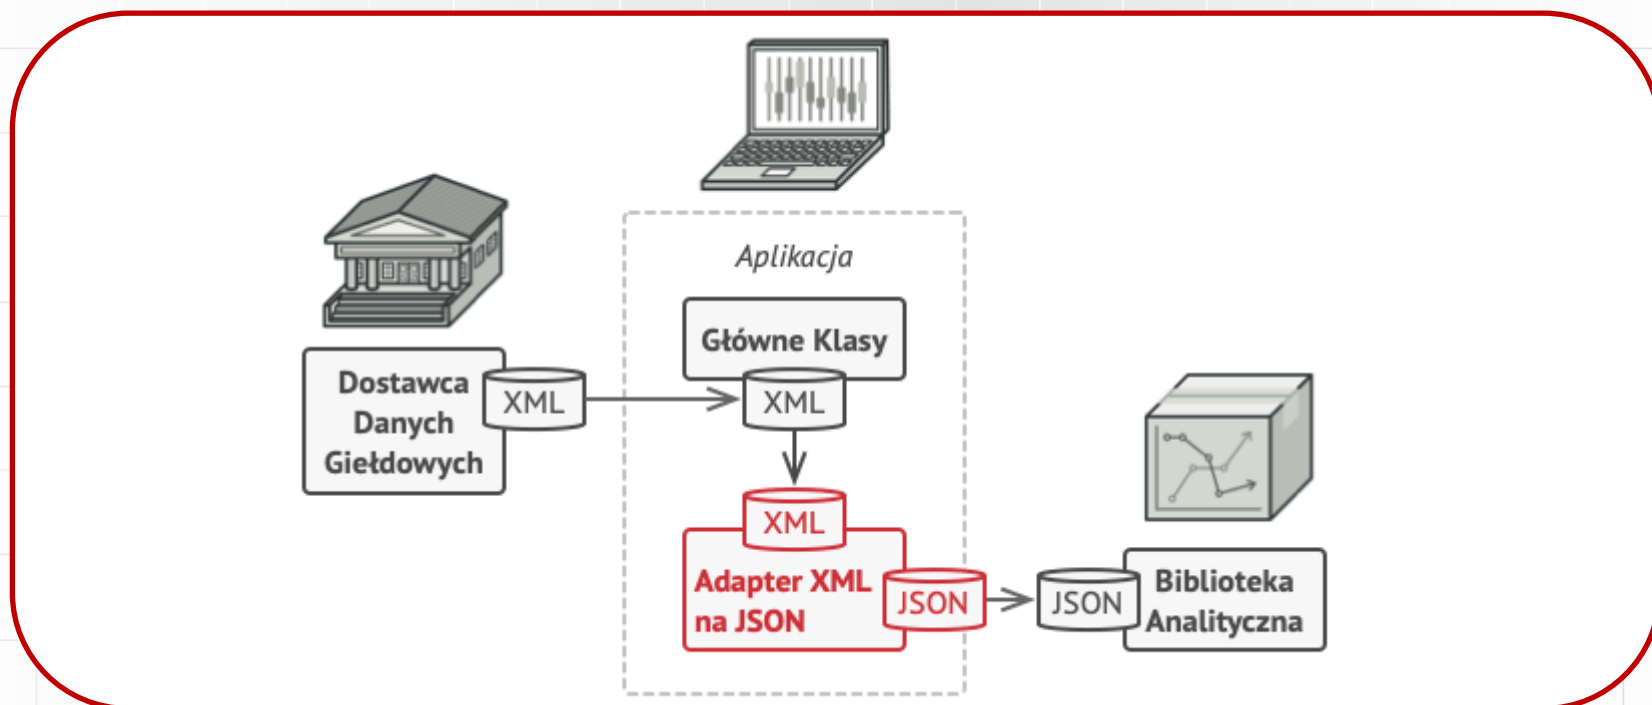 Aplikacja
Główne Klasy
Dostawca
Danych
Giełdowych
XML
XML
XML
Adapter XML
na JSON
JSON
JSON
Biblioteka
Analityczna